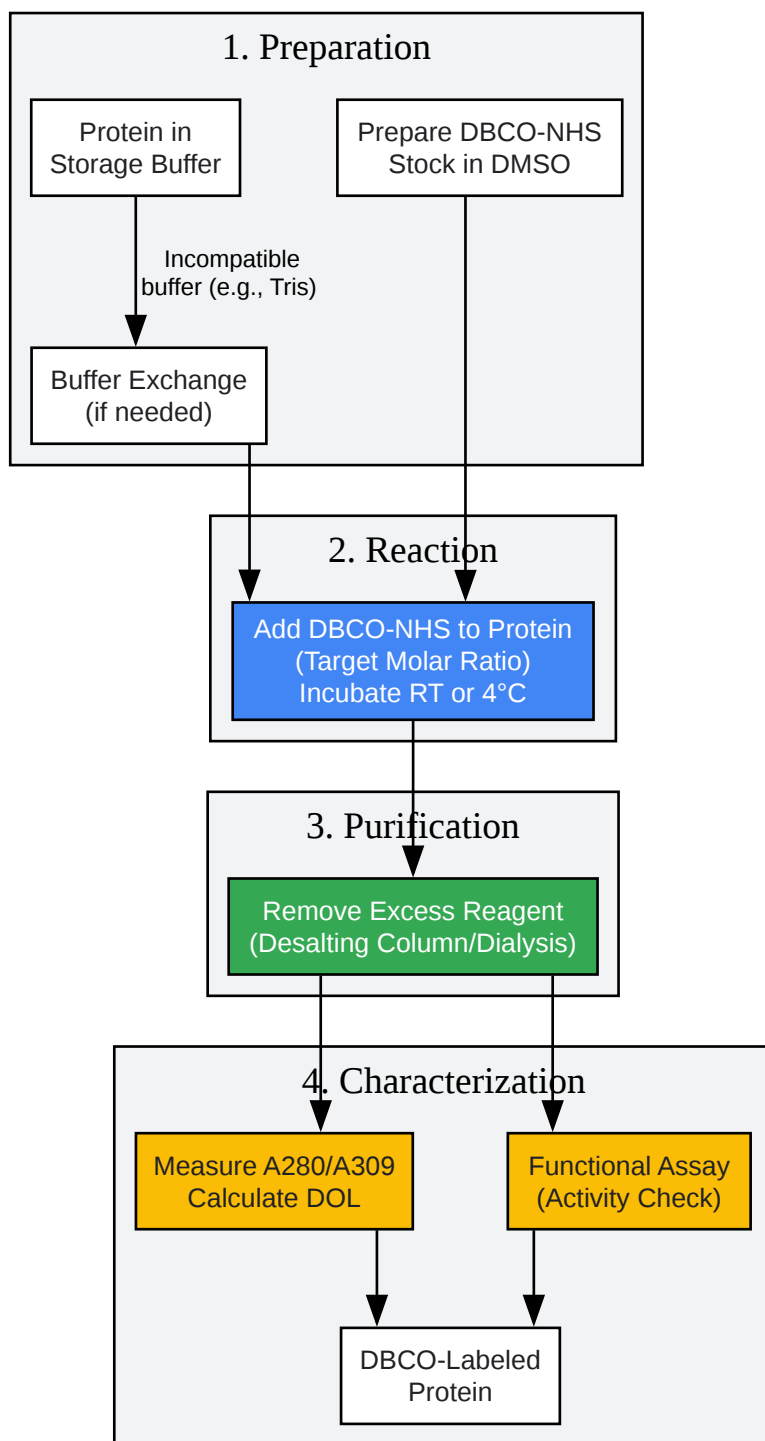 1. Preparation
Protein in
Storage Buffer
Prepare DBCO-NHS
Stock in DMSO
Incompatible
buffer (e.g., Tris)
Buffer Exchange
(if needed)
2. Reaction
Add DBCO-NHS to Protein
(Target Molar Ratio)
Incubate RT or 4°C
3. Purification
Remove Excess Reagent
(Desalting Column/Dialysis)
4. Characterization
Measure A280/A309
Calculate DOL
Functional Assay
(Activity Check)
DBCO-Labeled
Protein